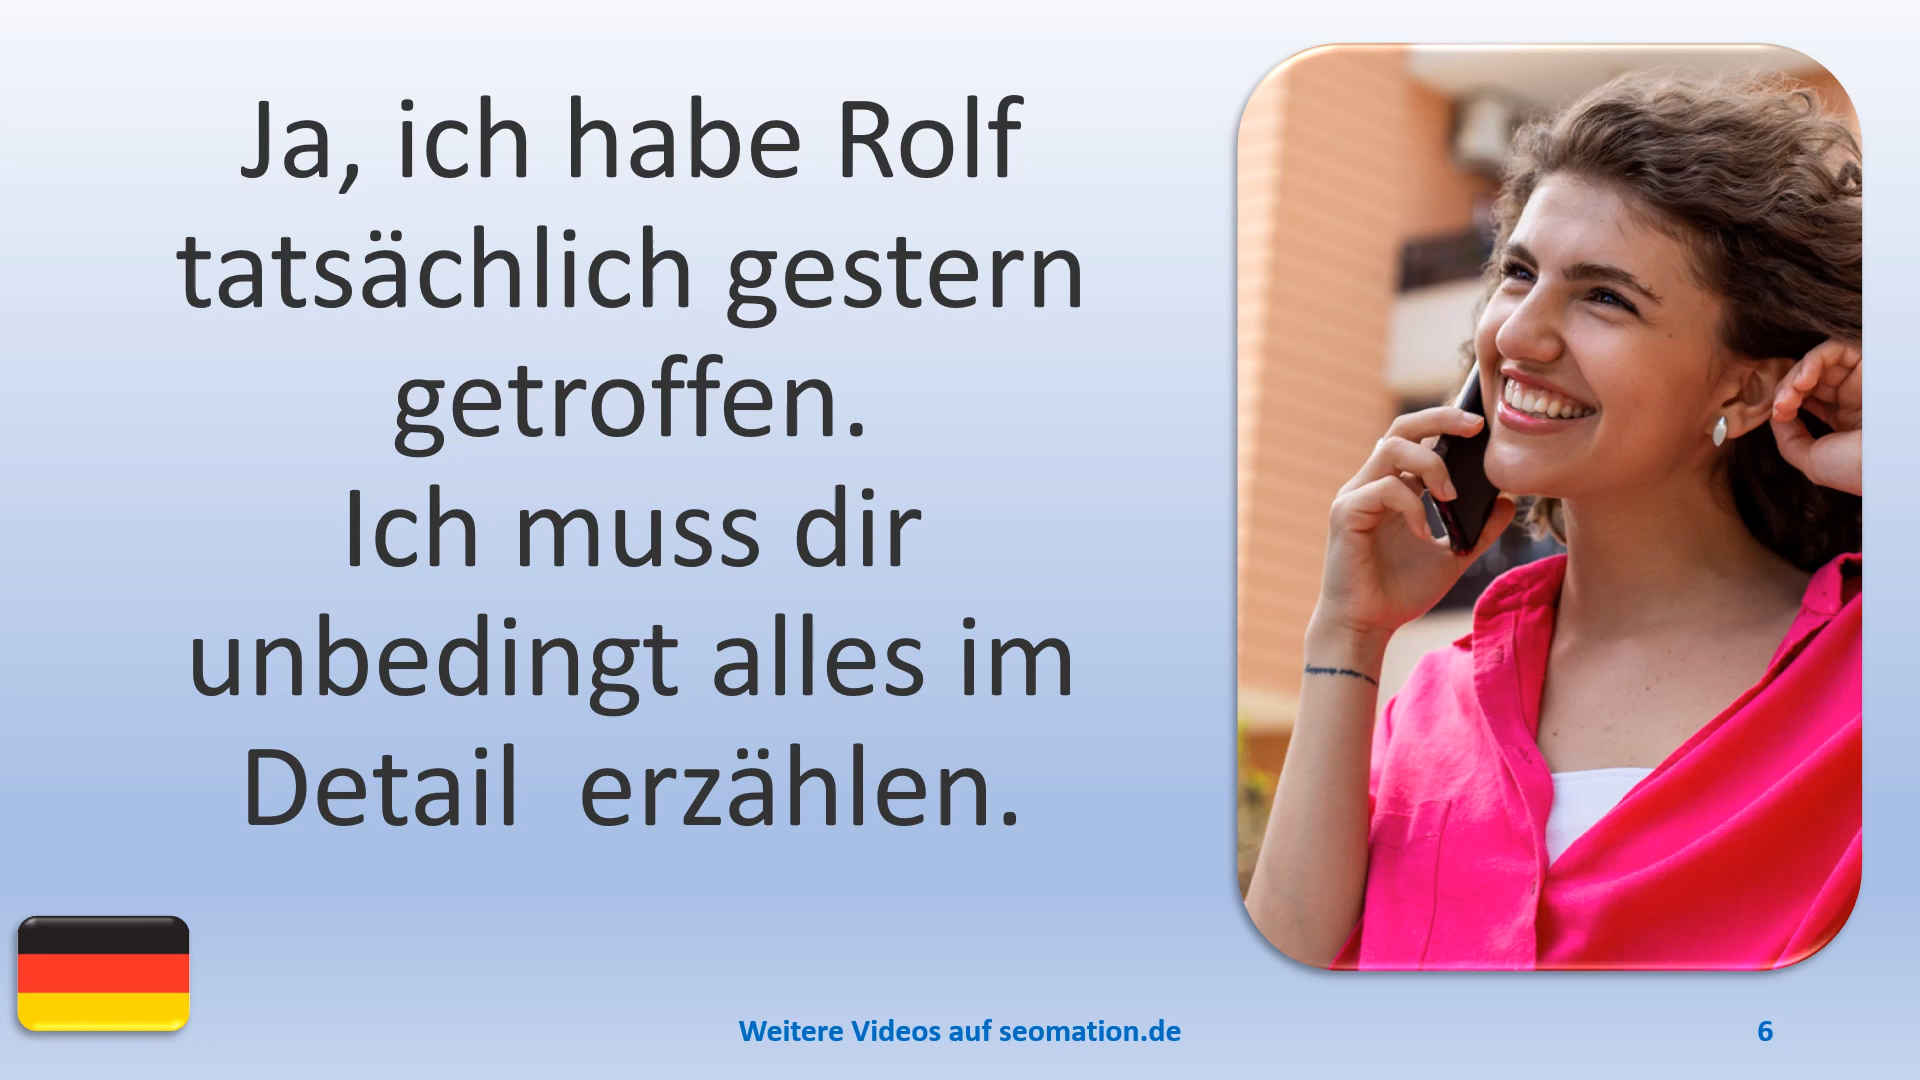 Ja, ich habe Rolf
tatsächlich gestern
getroffen.
Ich muss dir
unbedingt alles im
Detail  erzählen.
Weitere Videos auf seomation.de
6